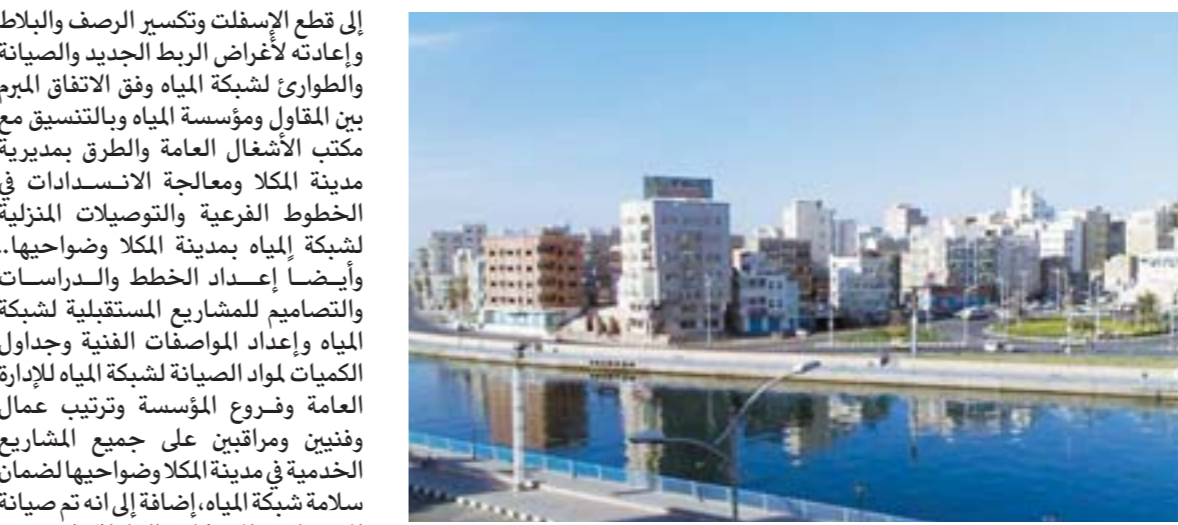 إلى قطع الإسفلت وتكسير الرصف والبلاط
وإعادته لأغراض الربط الجديد والصيانة
والطوارئ لشبكة المياه وفق الاتفاق المبرم
بين المقاول ومؤسسة المياه وبالتنسيق مع
مكتب الأشغال العامة والطرق بمديرية
مدينة المكلا ومعالجة الانسدادات في
الخطوط الفرعية والتوصيلات المنزلية
لشبكة المياه بمدينة المكلا وضواحيها..
وأيضاً إعداد الخطط والدراسات
والتصاميم للمشاريع المستقبلية لشبكة
المياه وإعداد المواصفات الفنية وجداول
الكميات لمواد الصيانة لشبكة المياه للإدارة
العامة وفروع المؤسسة وترتيب عمال
وفنيين ومراقبين على جميع المشاريع
الخدمية في مدينة المكلا وضواحيها لضمان
سلامة شبكة المياه، إضافة إلى انه تم صيانة